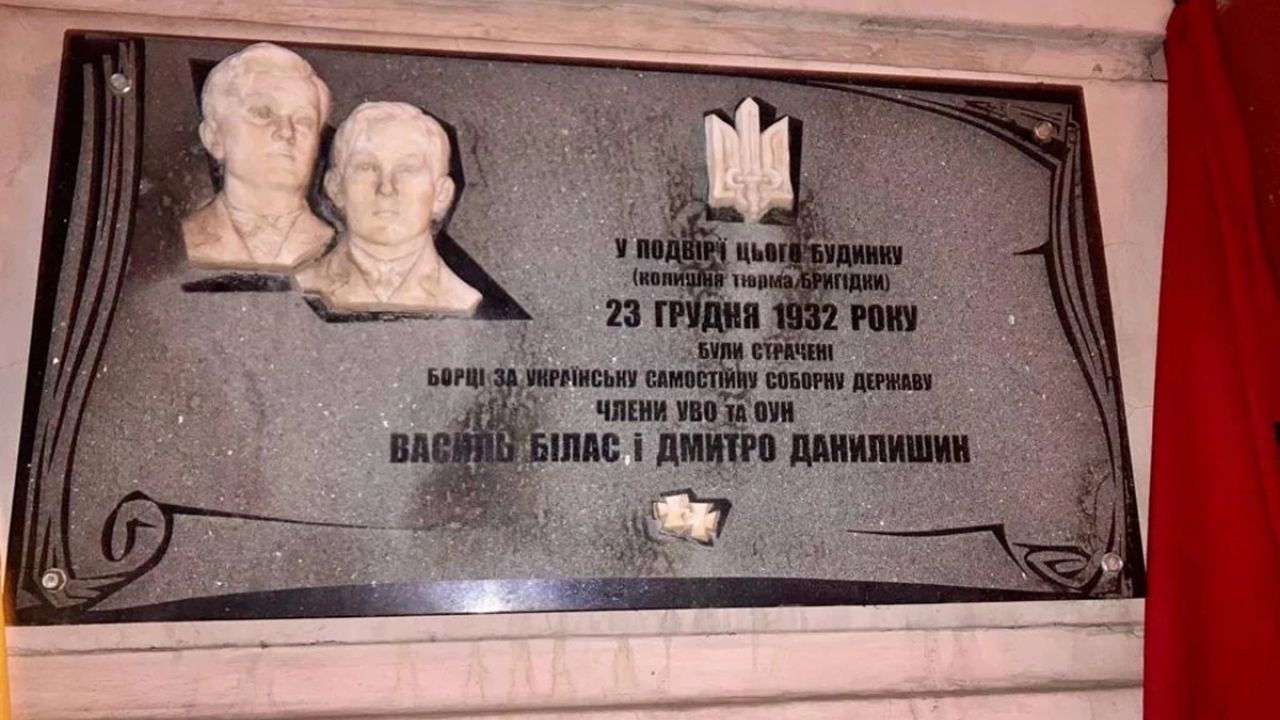 У ПОДВІР'Ї ЦЬОГО БУДИНКУ
(колишня тюрма БРИГІДКИ)
23 ГРУДНЯ 1932 РОКУ
БУЛИ СТРАЧЕНІ
БОРЦІ ЗА УКРАЇНСЬКУ САМОСТІЙНУ СОБОРНУ ДЕРЖАВУ
ЧЛЕНИ УВО ТА ОУН
ВАСИЛЬ БІЛАС і ДМИТРО ДАНИЛИШИН